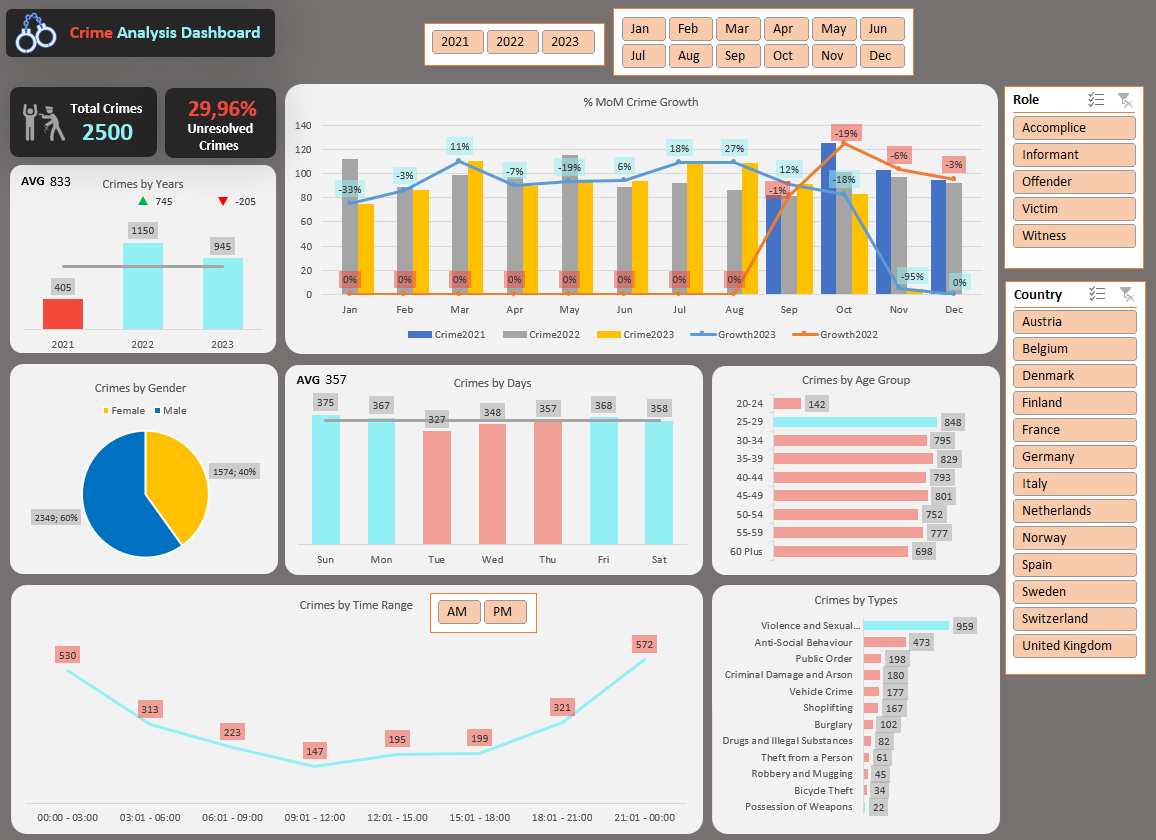 Crime Analysis Dashboard
2021 2022 2023
Jan Feb Mar Apr May Jun
Jul Aug Sep Oct Nov Dec
Total Crimes
2500
29,96%
Unresolved
Crimes
AVG 833
Crimes by Years
745 -205
1150
945
405
2021 2022 2023
% MoM Crime Growth
140
120
100
80
60
40
20
0
-33% -3% 11% -7% -19% 6% 18% 27% 12% -18% -95% 0%
0% 0% 0% 0% 0% 0% 0% 0% -1% -19% -6% -3%
Jan Feb Mar Apr May Jun Jul Aug Sep Oct Nov Dec
Crime2021 Crime2022 Crime2023 Growth2023 Growth2022
Role
Accomplice
Informant
Offender
Victim
Witness
Country
Austria
Belgium
Denmark
Finland
France
Germany
Italy
Netherlands
Norway
Spain
Sweden
Switzerland
United Kingdom
Crimes by Gender
Female Male
1574; 40%
2349; 60%
AVG 357
Crimes by Days
375 367 327 348 357 368 358
Sun Mon Tue Wed Thu Fri Sat
Crimes by Age Group
20-24 142
25-29 848
30-34 795
35-39 829
40-44 793
45-49 801
50-54 752
55-59 777
60 Plus 698
Crimes by Time Range
AM PM
530 313 223 147 195 199 321 572
00:00 - 03:00 03:01 - 06:00 06:01 - 09:00 09:01 - 12:00 12:01 - 15.00 15:01 - 18:00 18:01 - 21:00 21:01 - 00:00
Crimes by Types
Violence and Sexual... 959
Anti-Social Behaviour 473
Public Order 198
Criminal Damage and Arson 180
Vehicle Crime 177
Shoplifting 167
Burglary 102
Drugs and Illegal Substances 82
Theft from a Person 61
Robbery and Mugging 45
Bicycle Theft 34
Possession of Weapons 22